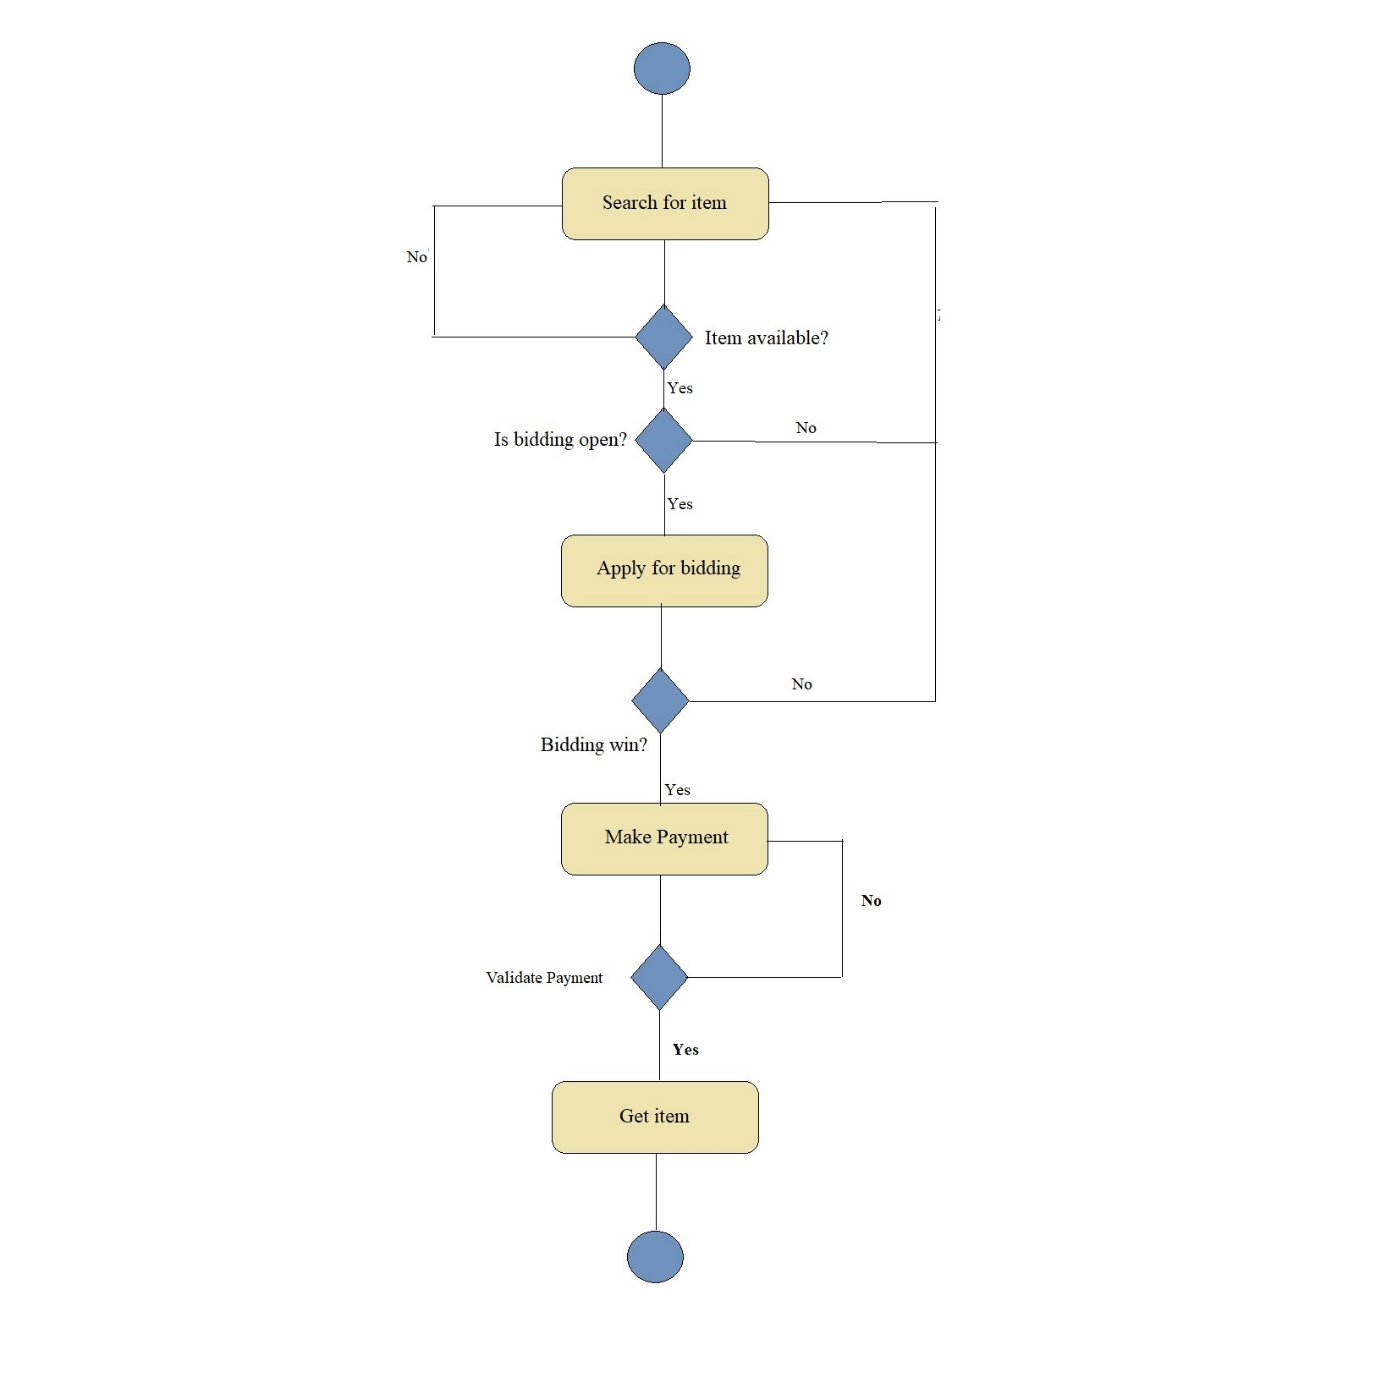 Search for item
No
Item available?
Yes
Is bidding open?
No
Yes
Apply for bidding
No
Bidding win?
Yes
Make Payment
No
Validate Payment
Yes
Get item